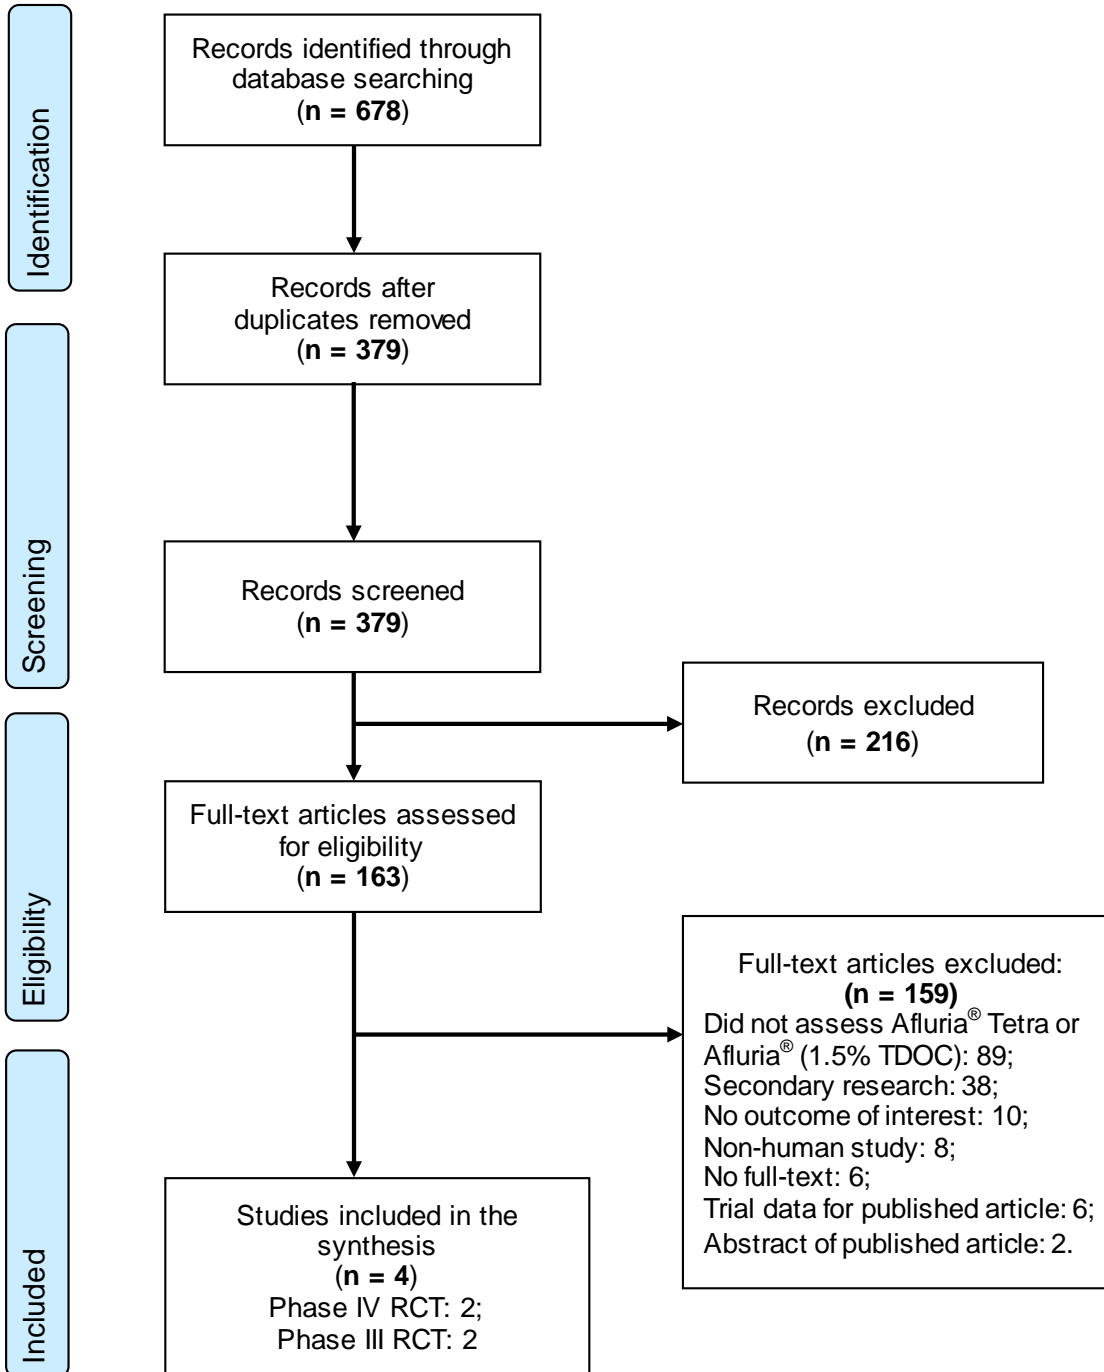 Identification
Records identified through
database searching
(n = 678)
Records after
duplicates removed
(n = 379)
Screening
Records screened
(n = 379)
Records excluded
(n = 216)
Eligibility
Full-text articles assessed
for eligibility
(n = 163)
Full-text articles excluded:
(n = 159)
Did not assess Afluria® Tetra or
Afluria® (1.5% TDOC): 89;
Secondary research: 38;
No outcome of interest: 10;
Non-human study: 8;
No full-text: 6;
Trial data for published article: 6;
Abstract of published article: 2.
Included
Studies included in the
synthesis
(n = 4)
Phase IV RCT: 2;
Phase III RCT: 2